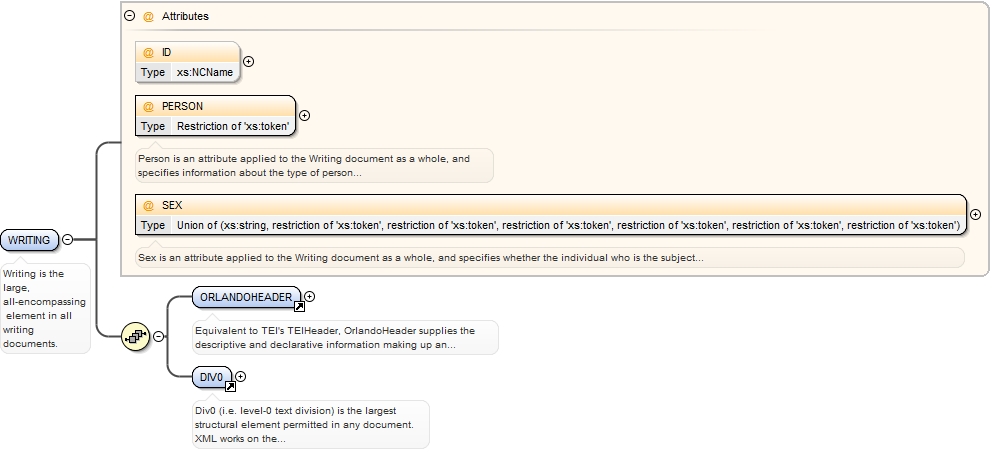 @ Attributes
@ ID
Type xs:NCName
@ PERSON
Type Restriction of 'xs:token'
Person is an attribute applied to the Writing document as a whole, and
specifies information about the type of person...
@ SEX
Type Union of (xs:string, restriction of 'xs:token', restriction of 'xs:token', restriction of 'xs:token', restriction of 'xs:token', restriction of 'xs:token', restriction of 'xs:token')
Sex is an attribute applied to the Writing document as a whole, and specifies whether the individual who is the subject...
WRITING
Writing is the
large,
all-encompassing
element in all
writing
documents.
ORLANDOHEADER
Equivalent to TEI's TEIHeader, OrlandoHeader supplies the
descriptive and declarative information making up an...
DIV0
Div0 (i.e. level-0 text division) is the largest
structural element permitted in any document.
XML works on the...